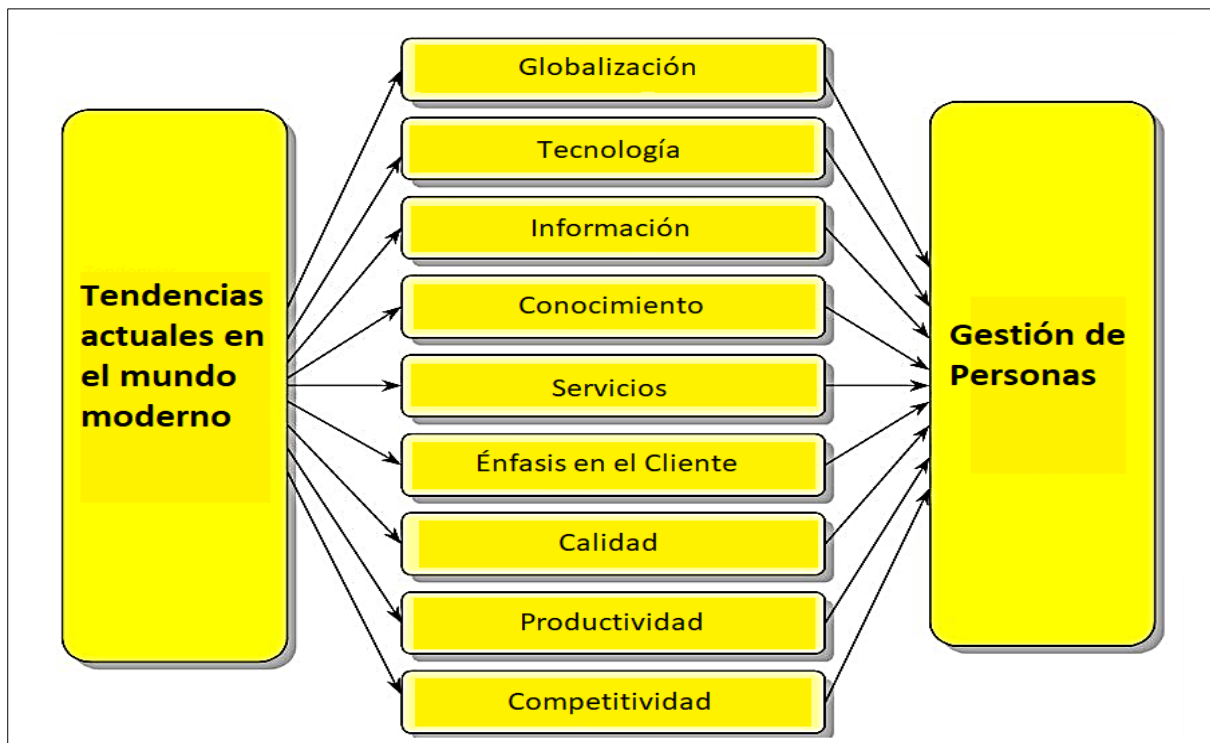 Tendencias
actuales en
el mundo
moderno
Globalización
Tecnología
Información
Conocimiento
Servicios
Énfasis en el Cliente
Calidad
Productividad
Competitividad
Gestión de
Personas